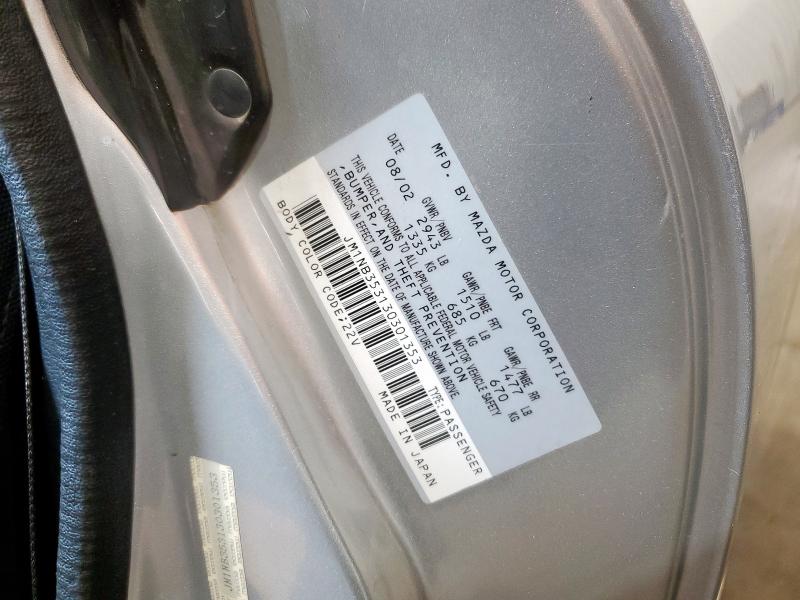 MFD. BY MAZDA MOTOR CORPORATION
DATE GVWR/PNBV GAWR/PNBE FRT GAWR/PNBE RR
08/02 2943 LB 1510 LB 1477 LB
1335 KG 685 KG 670 KG
THIS VEHICLE CONFORMS TO ALL APPLICABLE FEDERAL MOTOR VEHICLE SAFETY
,BUMPER,AND THEFT PREVENTION
STANDARDS IN EFFECT ON THE DATE OF MANUFACTURE SHOWN ABOVE.
JM1NB353130301353 TYPE:PASSENGER
BODY COLOR CODE;22V MADE IN JAPAN
JM1NB353130301353